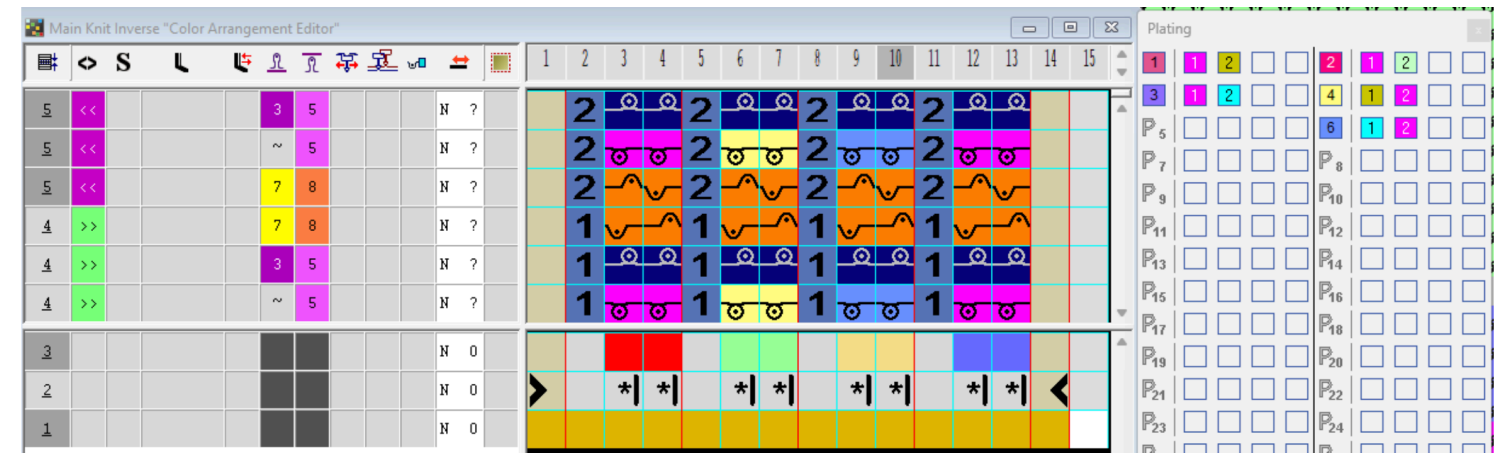 Main Knit Inverse "Color Arrangement Editor"
<> S
1 2 3 4 5 6 7 8 9 10 11 12 13 14 15
5 << 3 5 N ? 2 2 2 2
5 << ~ 5 N ? 2 2 2 2
5 << 7 8 N ? 2 2 2 2
4 >> 7 8 N ? 1 1 1 1
4 >> 3 5 N ? 1 1 1 1
4 >> ~ 5 N ? 1 1 1 1
3 N 0
2 N 0 > *| *| *| *| *| *| *| *| <
1 N 0
Plating
1 1 2 2 1 2
3 1 2 4 1 2
P5 6 1 2
P7 P8
P9 P10
P11 P12
P13 P14
P15 P16
P17 P18
P19 P20
P21 P22
P23 P24